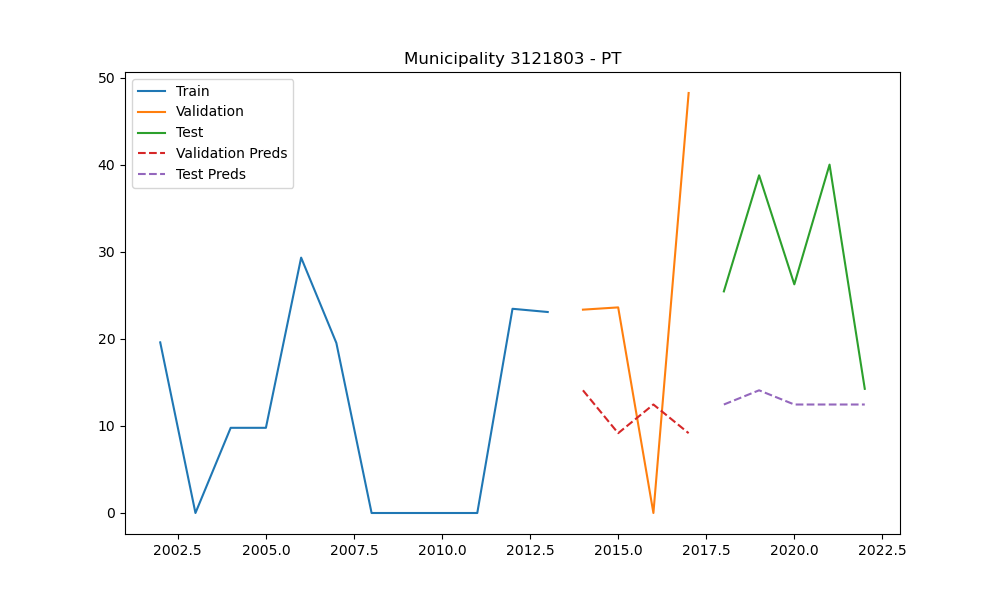 Municipality 3121803 - PT
50
40
30
20
10
0
Train
Validation
Test
Validation Preds
Test Preds
2002.5 2005.0 2007.5 2010.0 2012.5 2015.0 2017.5 2020.0 2022.5